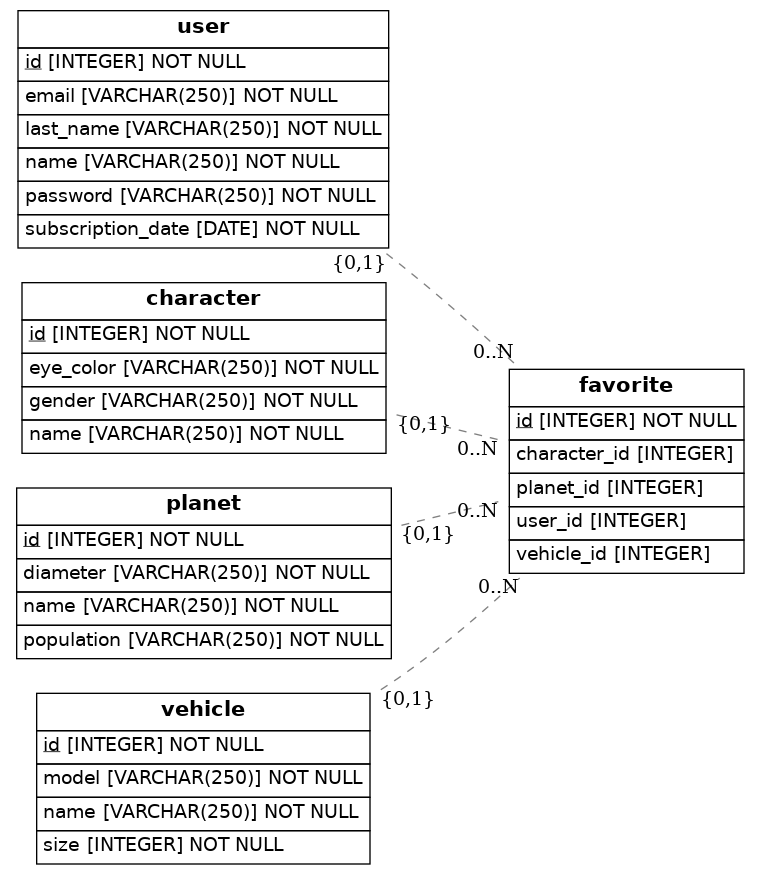 user
id [INTEGER] NOT NULL
email [VARCHAR(250)] NOT NULL
last_name [VARCHAR(250)] NOT NULL
name [VARCHAR(250)] NOT NULL
password [VARCHAR(250)] NOT NULL
subscription_date [DATE] NOT NULL
{0,1}
0..N
character
id [INTEGER] NOT NULL
eye_color [VARCHAR(250)] NOT NULL
gender [VARCHAR(250)] NOT NULL
name [VARCHAR(250)] NOT NULL
{0,1}
0..N
favorite
id [INTEGER] NOT NULL
character_id [INTEGER]
planet_id [INTEGER]
user_id [INTEGER]
vehicle_id [INTEGER]
planet
id [INTEGER] NOT NULL
diameter [VARCHAR(250)] NOT NULL
name [VARCHAR(250)] NOT NULL
population [VARCHAR(250)] NOT NULL
0..N
{0,1}
0..N
{0,1}
vehicle
id [INTEGER] NOT NULL
model [VARCHAR(250)] NOT NULL
name [VARCHAR(250)] NOT NULL
size [INTEGER] NOT NULL